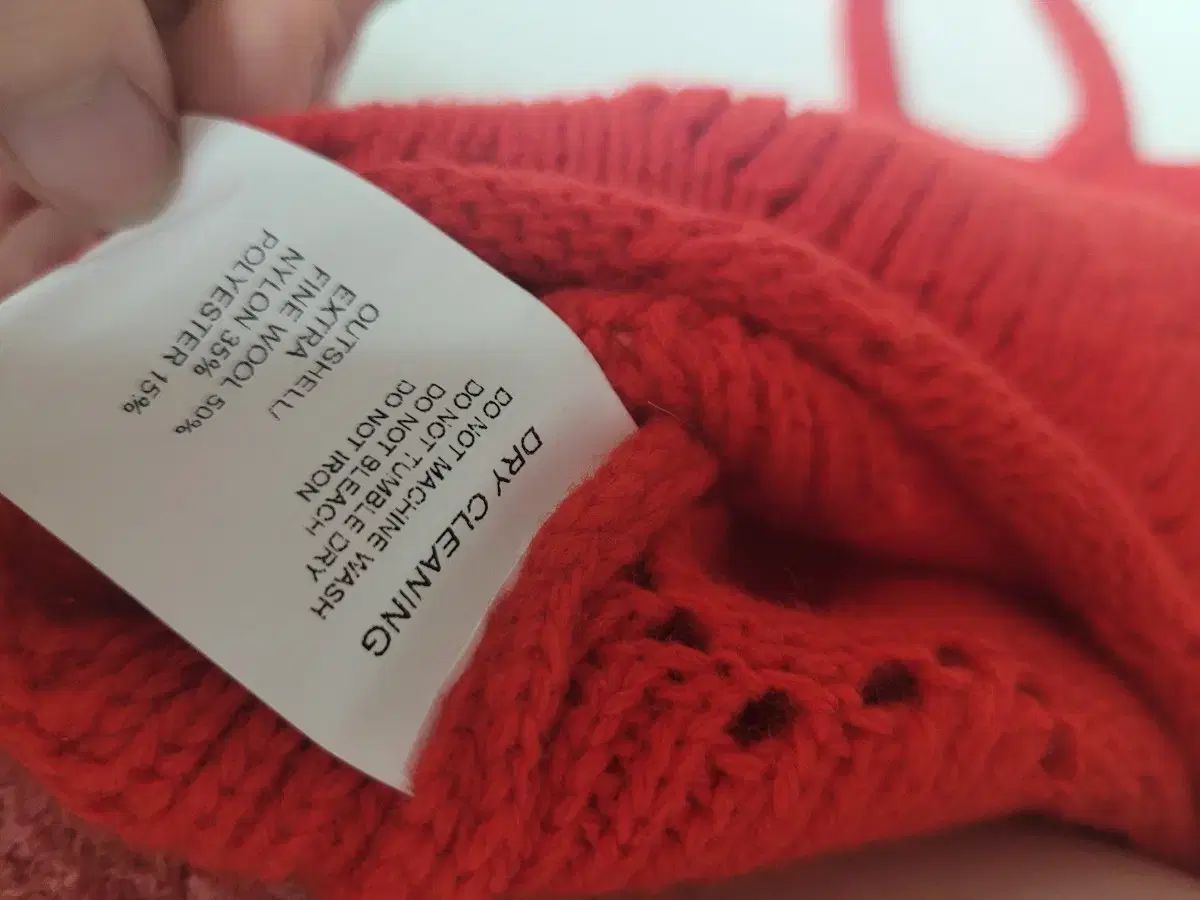 DRY CLEANING
DO NOT MACHINE WASH
DO NOT TUMBLE DRY
DO NOT BLEACH
DO NOT IRON
OUTSHELL/
EXTRA
FINE WOOL 50%
NYLON 35%
POLYESTER 15%